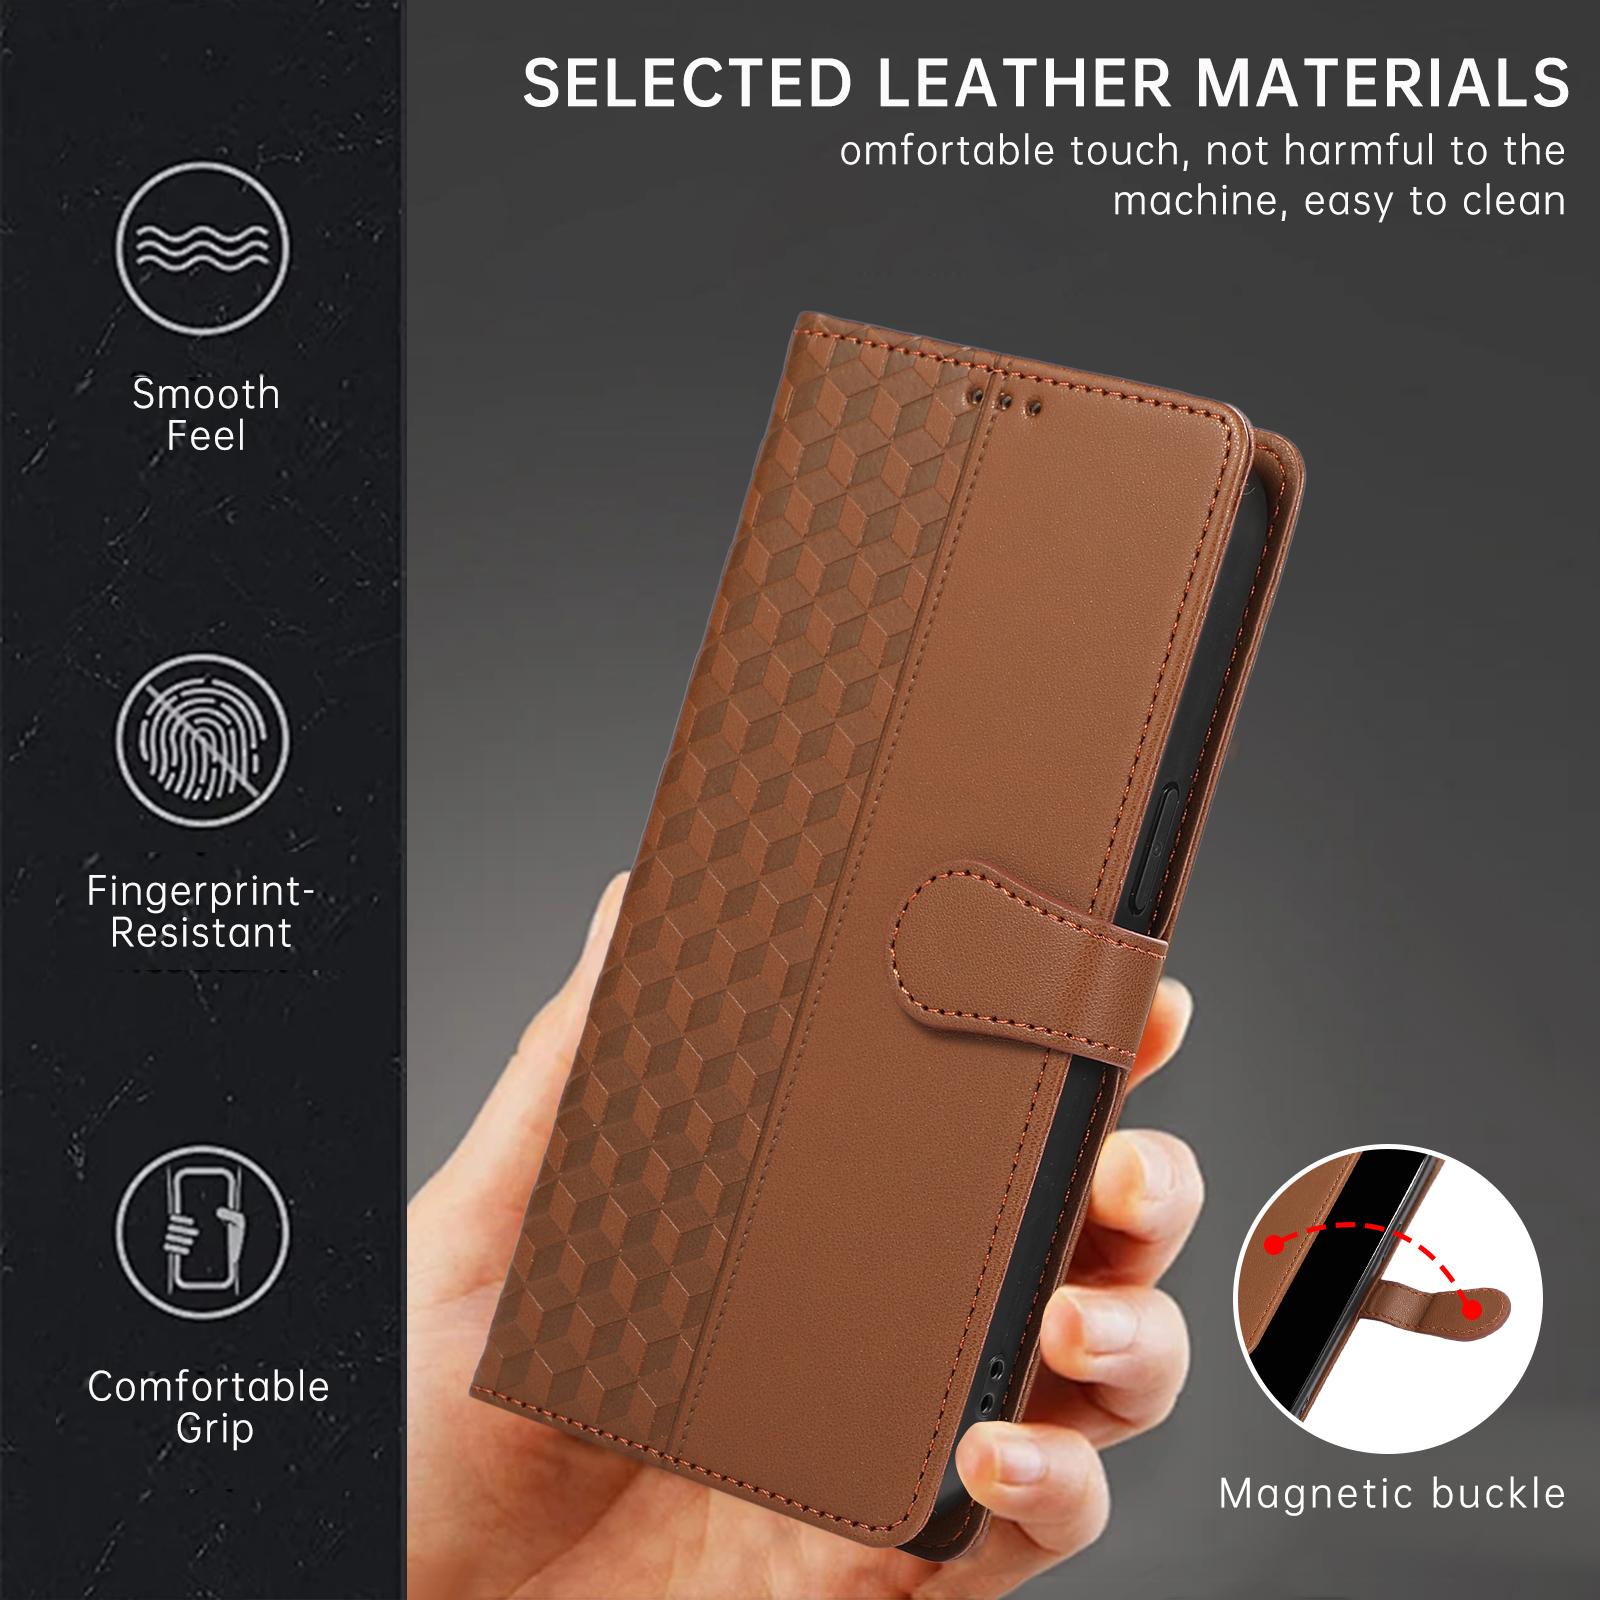 SELECTED LEATHER MATERIALS
omfortable touch, not harmful to the
machine, easy to clean
Smooth
Feel
Fingerprint-
Resistant
Comfortable
Grip
Magnetic buckle